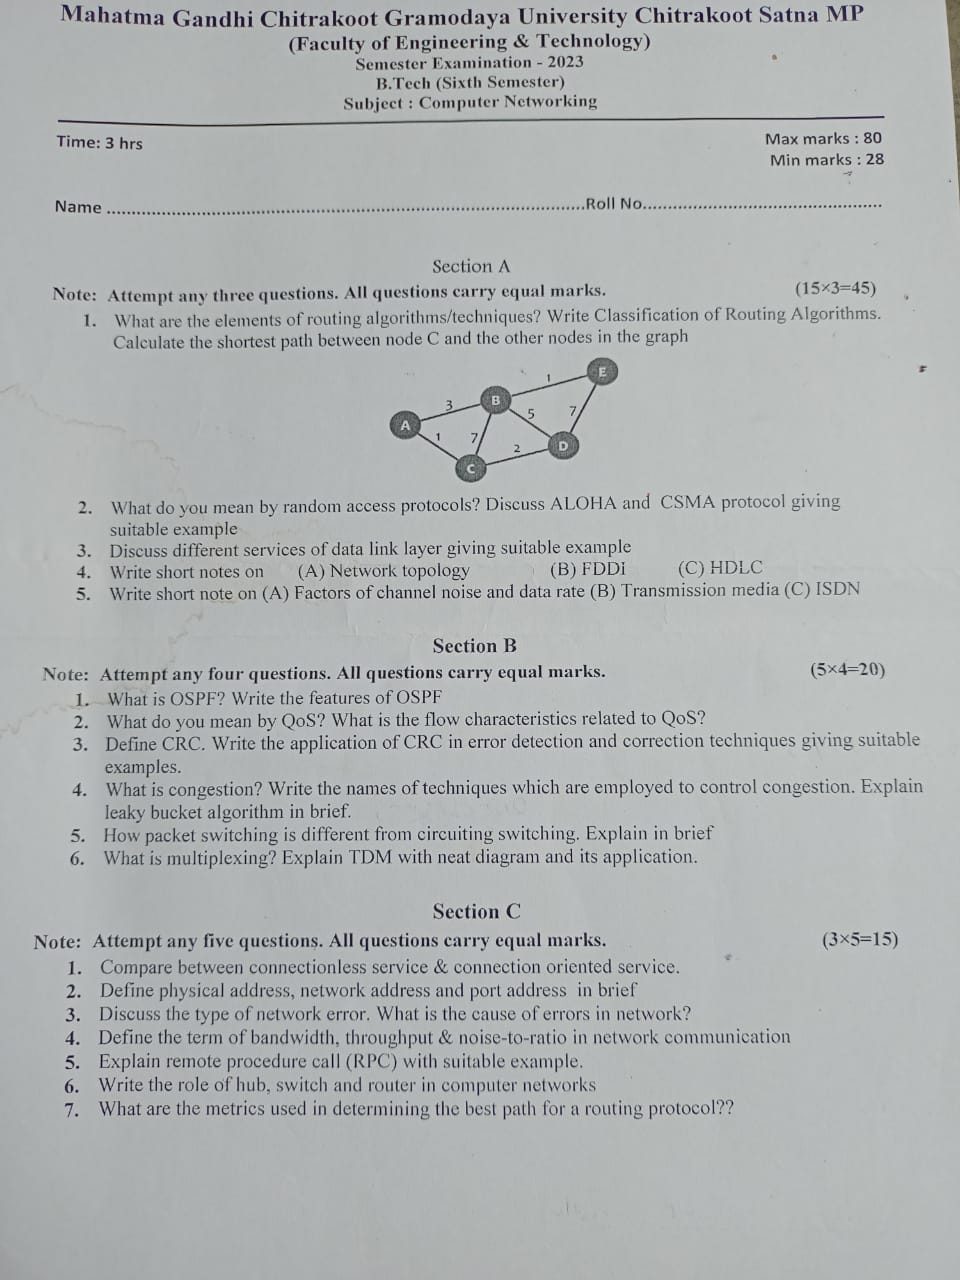 Mahatma Gandhi Chitrakoot Gramodaya University Chitrakoot Satna MP
(Faculty of Engineering & Technology)
Semester Examination - 2023
B.Tech (Sixth Semester)
Subject : Computer Networking
Time: 3 hrs
Max marks : 80
Min marks : 28
Name ................................................................................................Roll No................................................
Section A
Note: Attempt any three questions. All questions carry equal marks. (15×3=45)
1. What are the elements of routing algorithms/techniques? Write Classification of Routing Algorithms.
Calculate the shortest path between node C and the other nodes in the graph
E
1
B
3
5
7
A
1
7
2
D
C
2. What do you mean by random access protocols? Discuss ALOHA and CSMA protocol giving
suitable example
3. Discuss different services of data link layer giving suitable example
4. Write short notes on (A) Network topology (B) FDDi (C) HDLC
5. Write short note on (A) Factors of channel noise and data rate (B) Transmission media (C) ISDN
Section B
Note: Attempt any four questions. All questions carry equal marks. (5×4=20)
1. What is OSPF? Write the features of OSPF
2. What do you mean by QoS? What is the flow characteristics related to QoS?
3. Define CRC. Write the application of CRC in error detection and correction techniques giving suitable
examples.
4. What is congestion? Write the names of techniques which are employed to control congestion. Explain
leaky bucket algorithm in brief.
5. How packet switching is different from circuiting switching. Explain in brief
6. What is multiplexing? Explain TDM with neat diagram and its application.
Section C
Note: Attempt any five questions. All questions carry equal marks. (3×5=15)
1. Compare between connectionless service & connection oriented service.
2. Define physical address, network address and port address in brief
3. Discuss the type of network error. What is the cause of errors in network?
4. Define the term of bandwidth, throughput & noise-to-ratio in network communication
5. Explain remote procedure call (RPC) with suitable example.
6. Write the role of hub, switch and router in computer networks
7. What are the metrics used in determining the best path for a routing protocol??